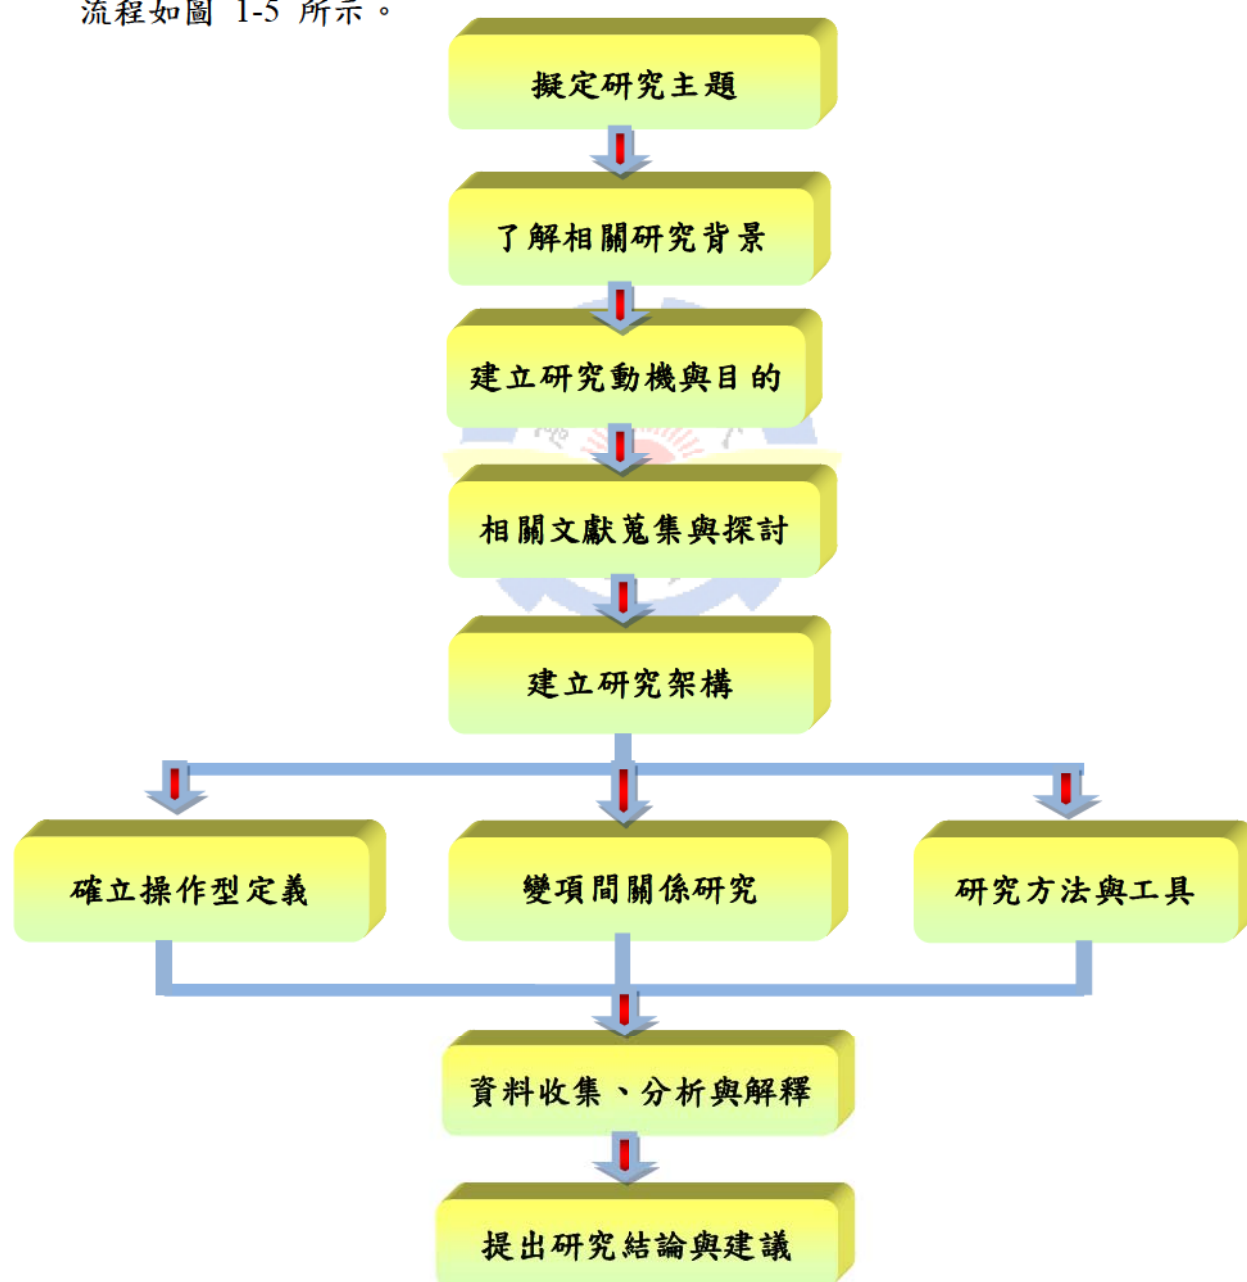 流程如圖 1-5 所示。
擬定研究主題
了解相關研究背景
建立研究動機與目的
相關文獻蒐集與探討
建立研究架構
確立操作型定義
變項間關係研究
研究方法與工具
資料收集、分析與解釋
提出研究結論與建議